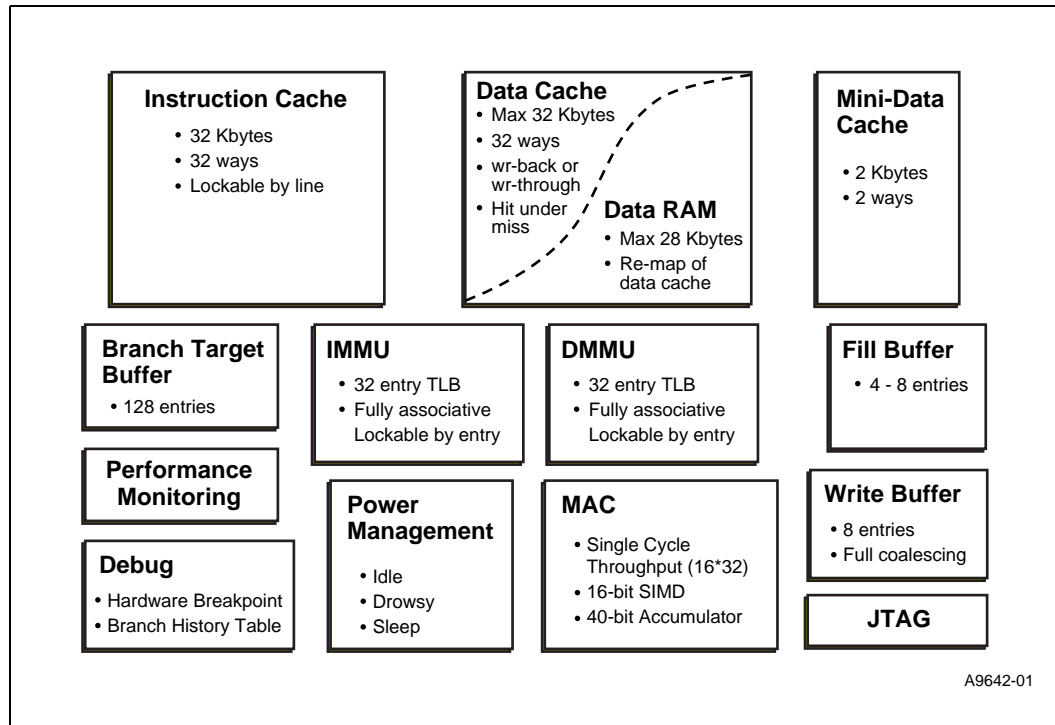 Instruction Cache
• 32 Kbytes
• 32 ways
• Lockable by line
Data Cache
• Max 32 Kbytes
• 32 ways
• wr-back or
wr-through
• Hit under
miss
Data RAM
• Max 28 Kbytes
• Re-map of
data cache
Mini-Data
Cache
• 2 Kbytes
• 2 ways
Branch Target
Buffer
• 128 entries
IMMU
• 32 entry TLB
• Fully associative
Lockable by entry
DMMU
• 32 entry TLB
• Fully associative
Lockable by entry
Fill Buffer
• 4 - 8 entries
Performance
Monitoring
Power
Management
• Idle
• Drowsy
• Sleep
MAC
• Single Cycle
Throughput (16*32)
• 16-bit SIMD
• 40-bit Accumulator
Write Buffer
• 8 entries
• Full coalescing
Debug
• Hardware Breakpoint
• Branch History Table
JTAG
A9642-01